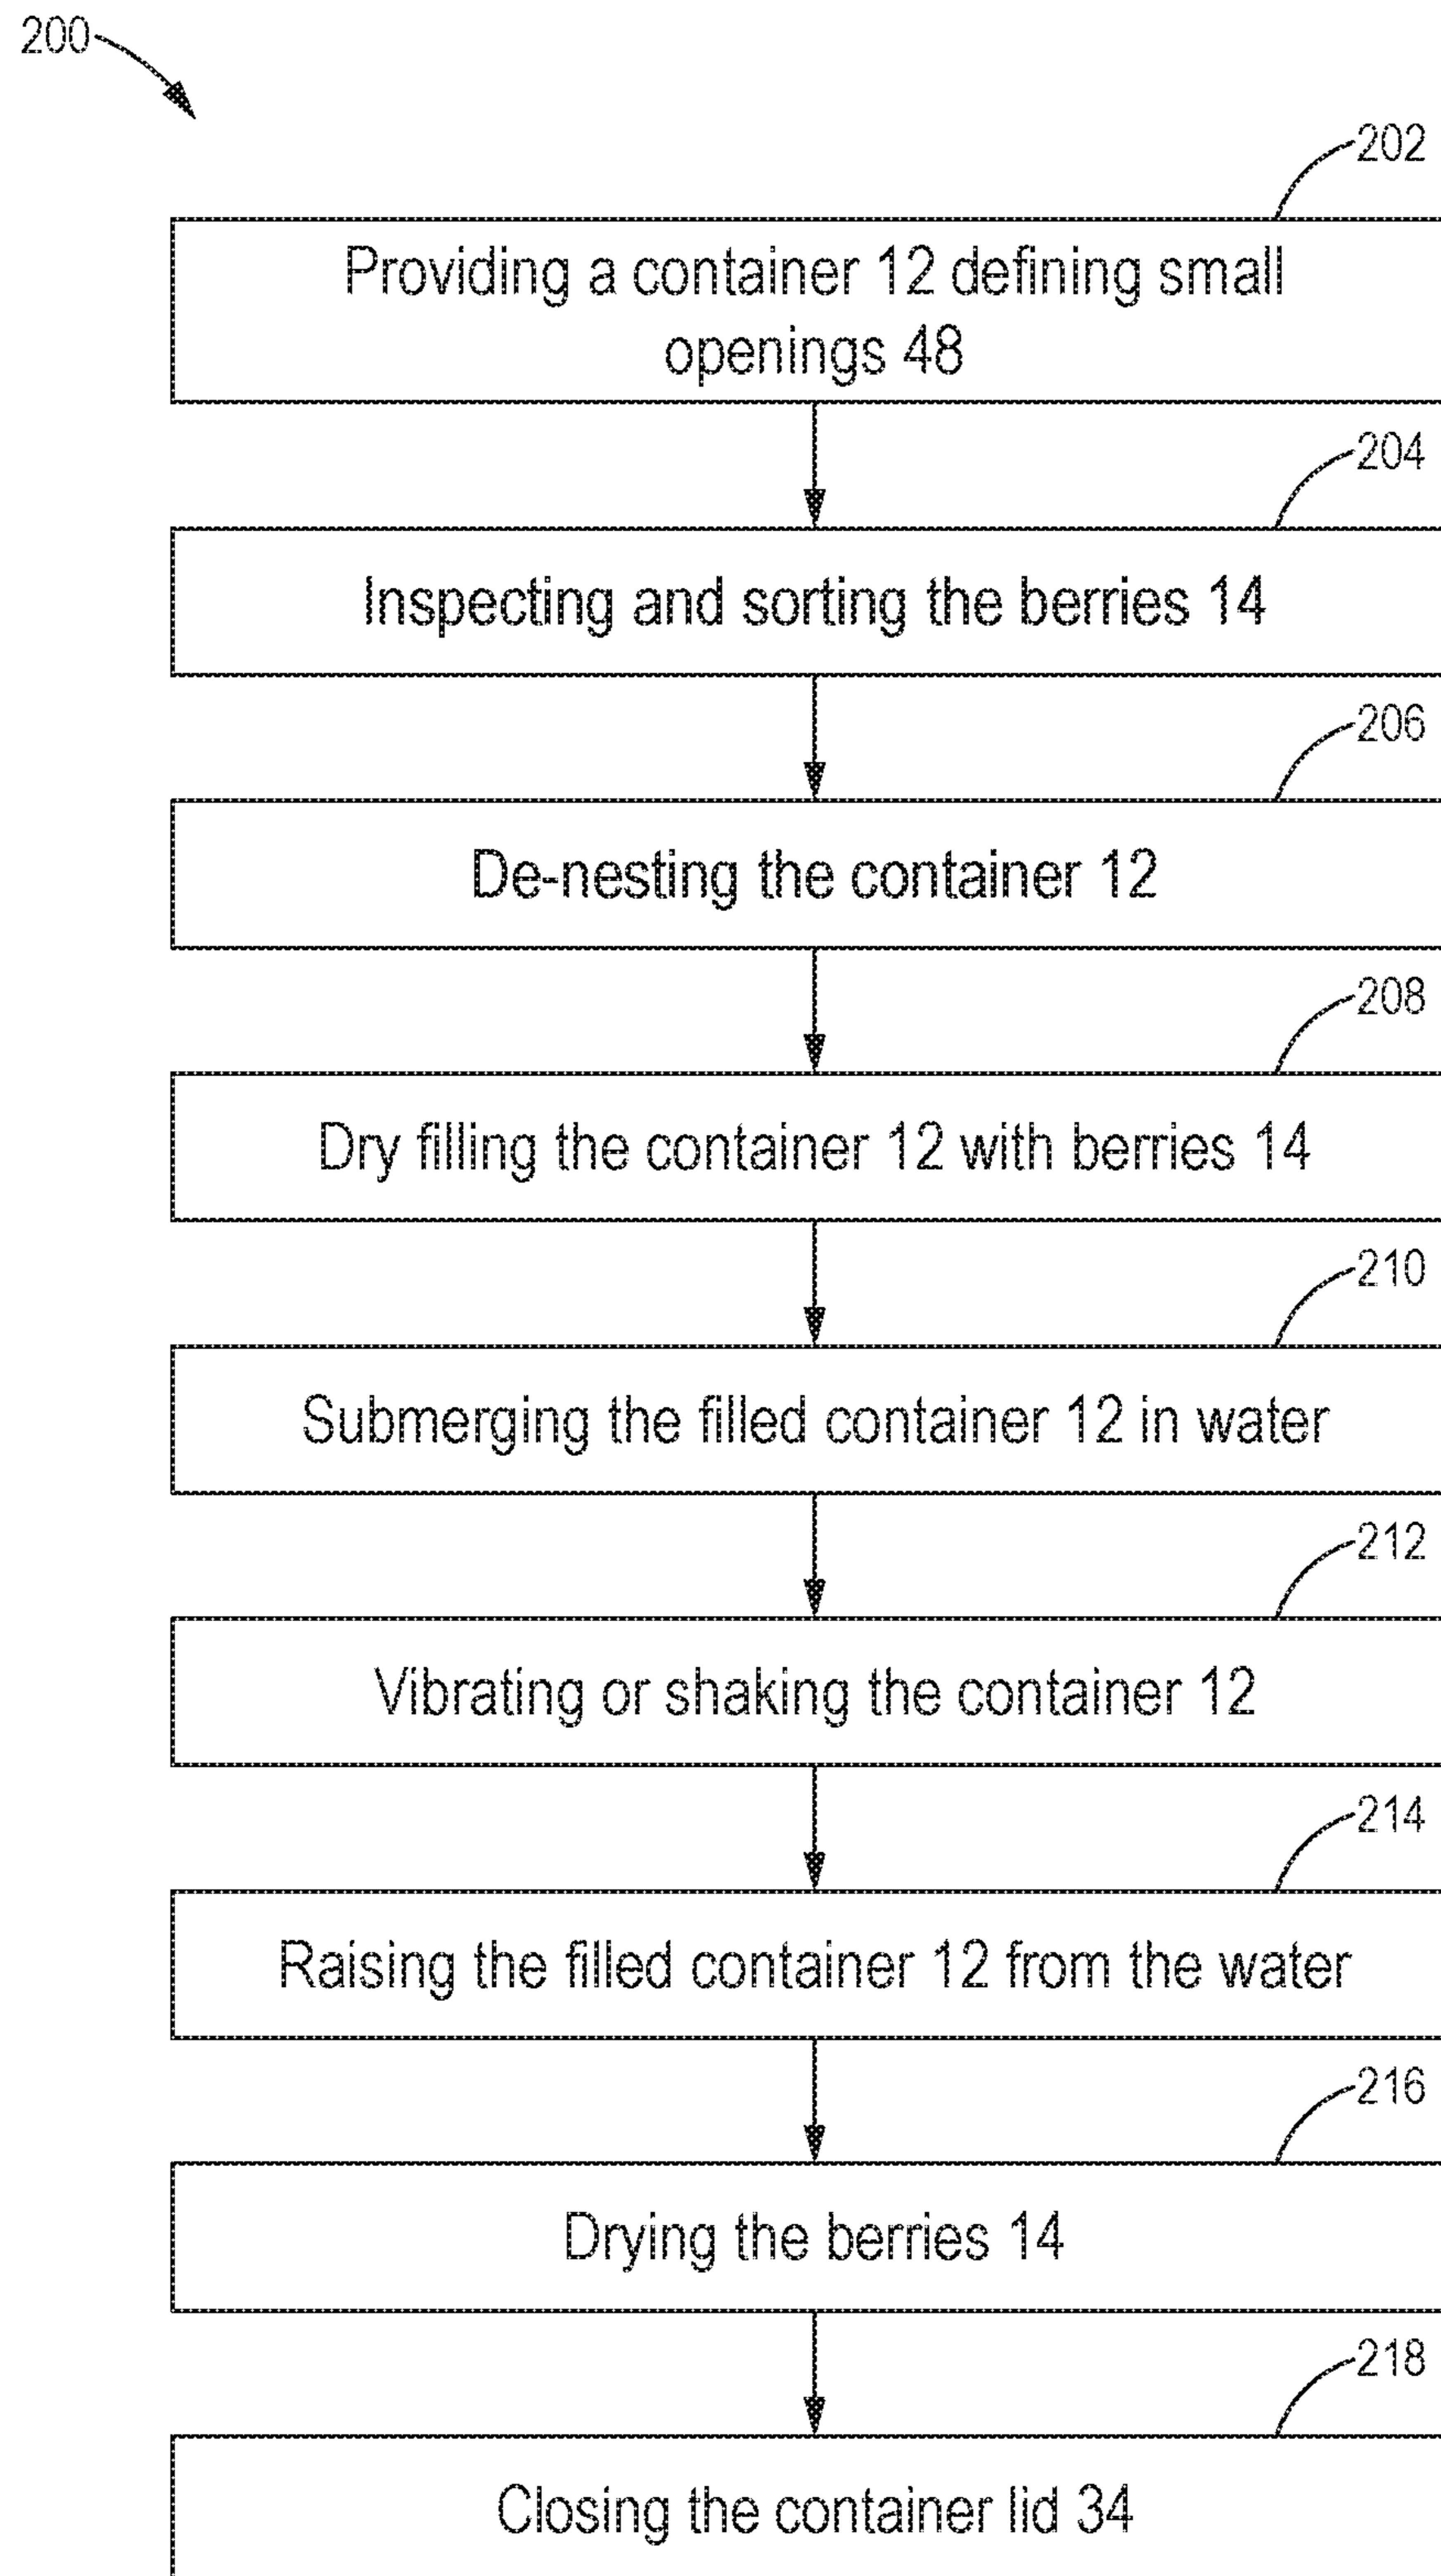 200
202
Providing a container 12 defining small
openings 48
204
Inspecting and sorting the berries 14
206
De-nesting the container 12
208
Dry filling the container 12 with berries 14
210
Submerging the filled container 12 in water
212
Vibrating or shaking the container 12
214
Raising the filled container 12 from the water
216
Drying the berries 14
218
Closing the container lid 34